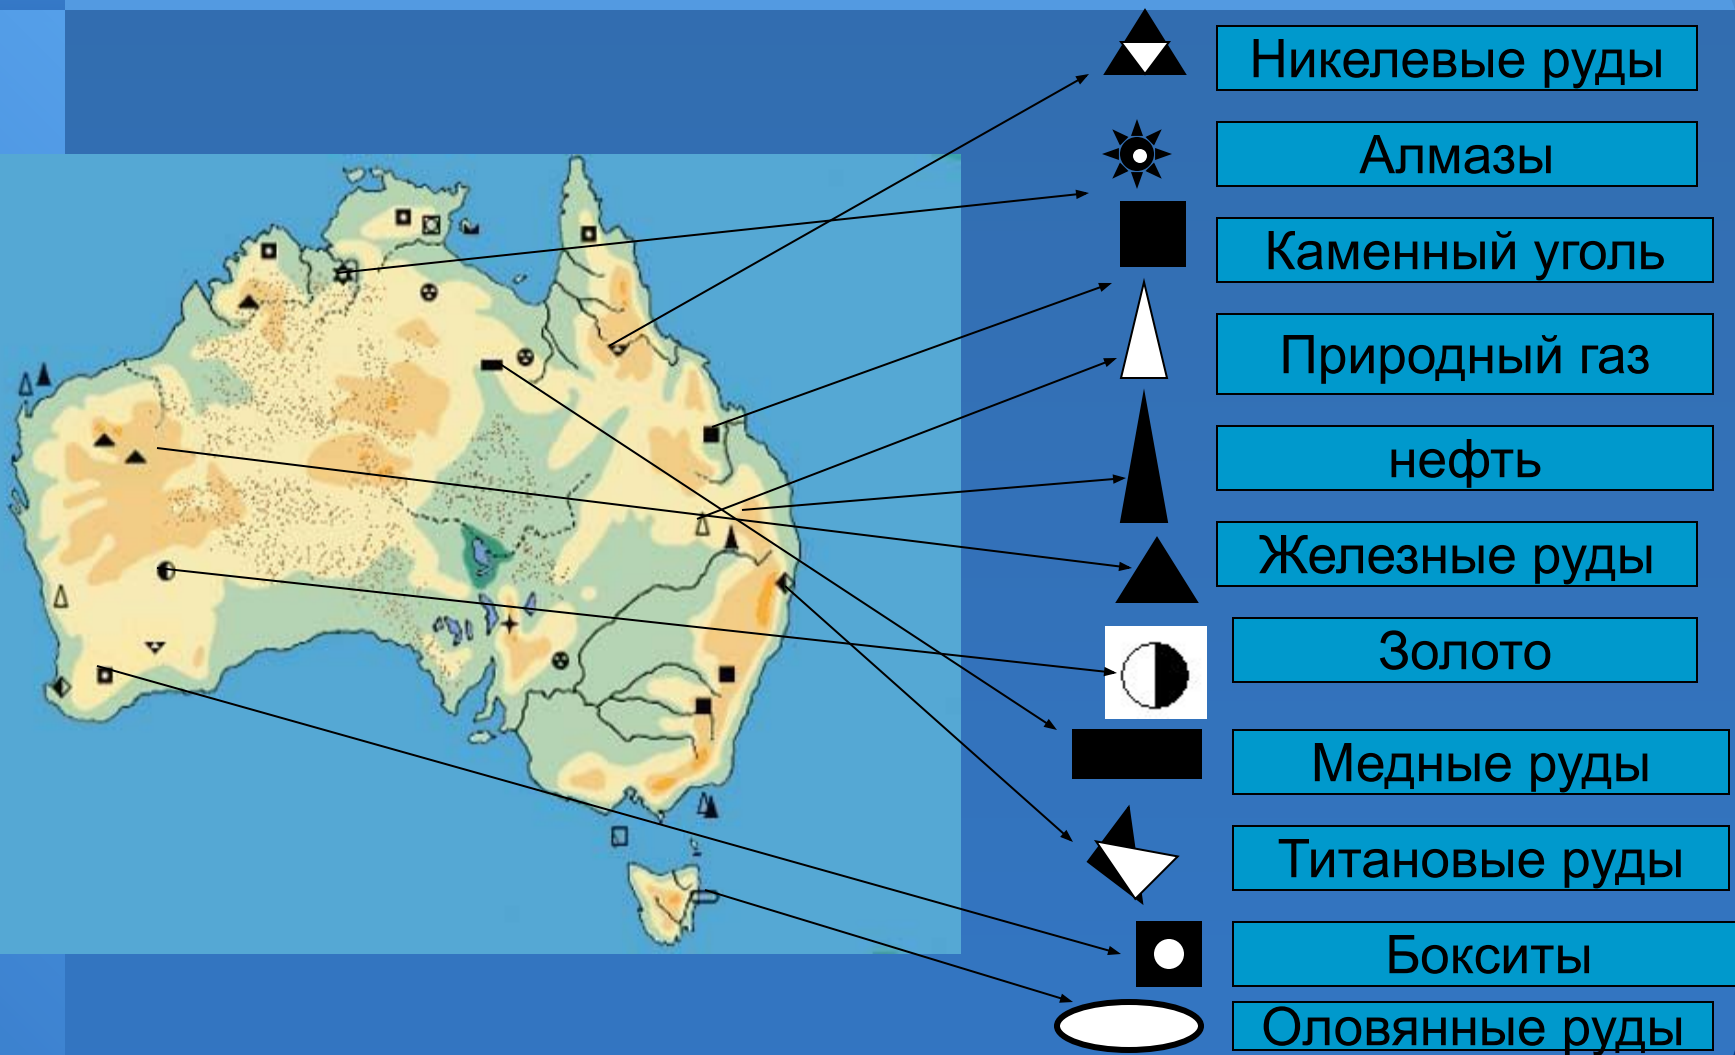 Никелевые руды
Алмазы
Каменный уголь
Природный газ
нефть
Железные руды
Золото
Медные руды
Титановые руды
Бокситы
Оловянные руды